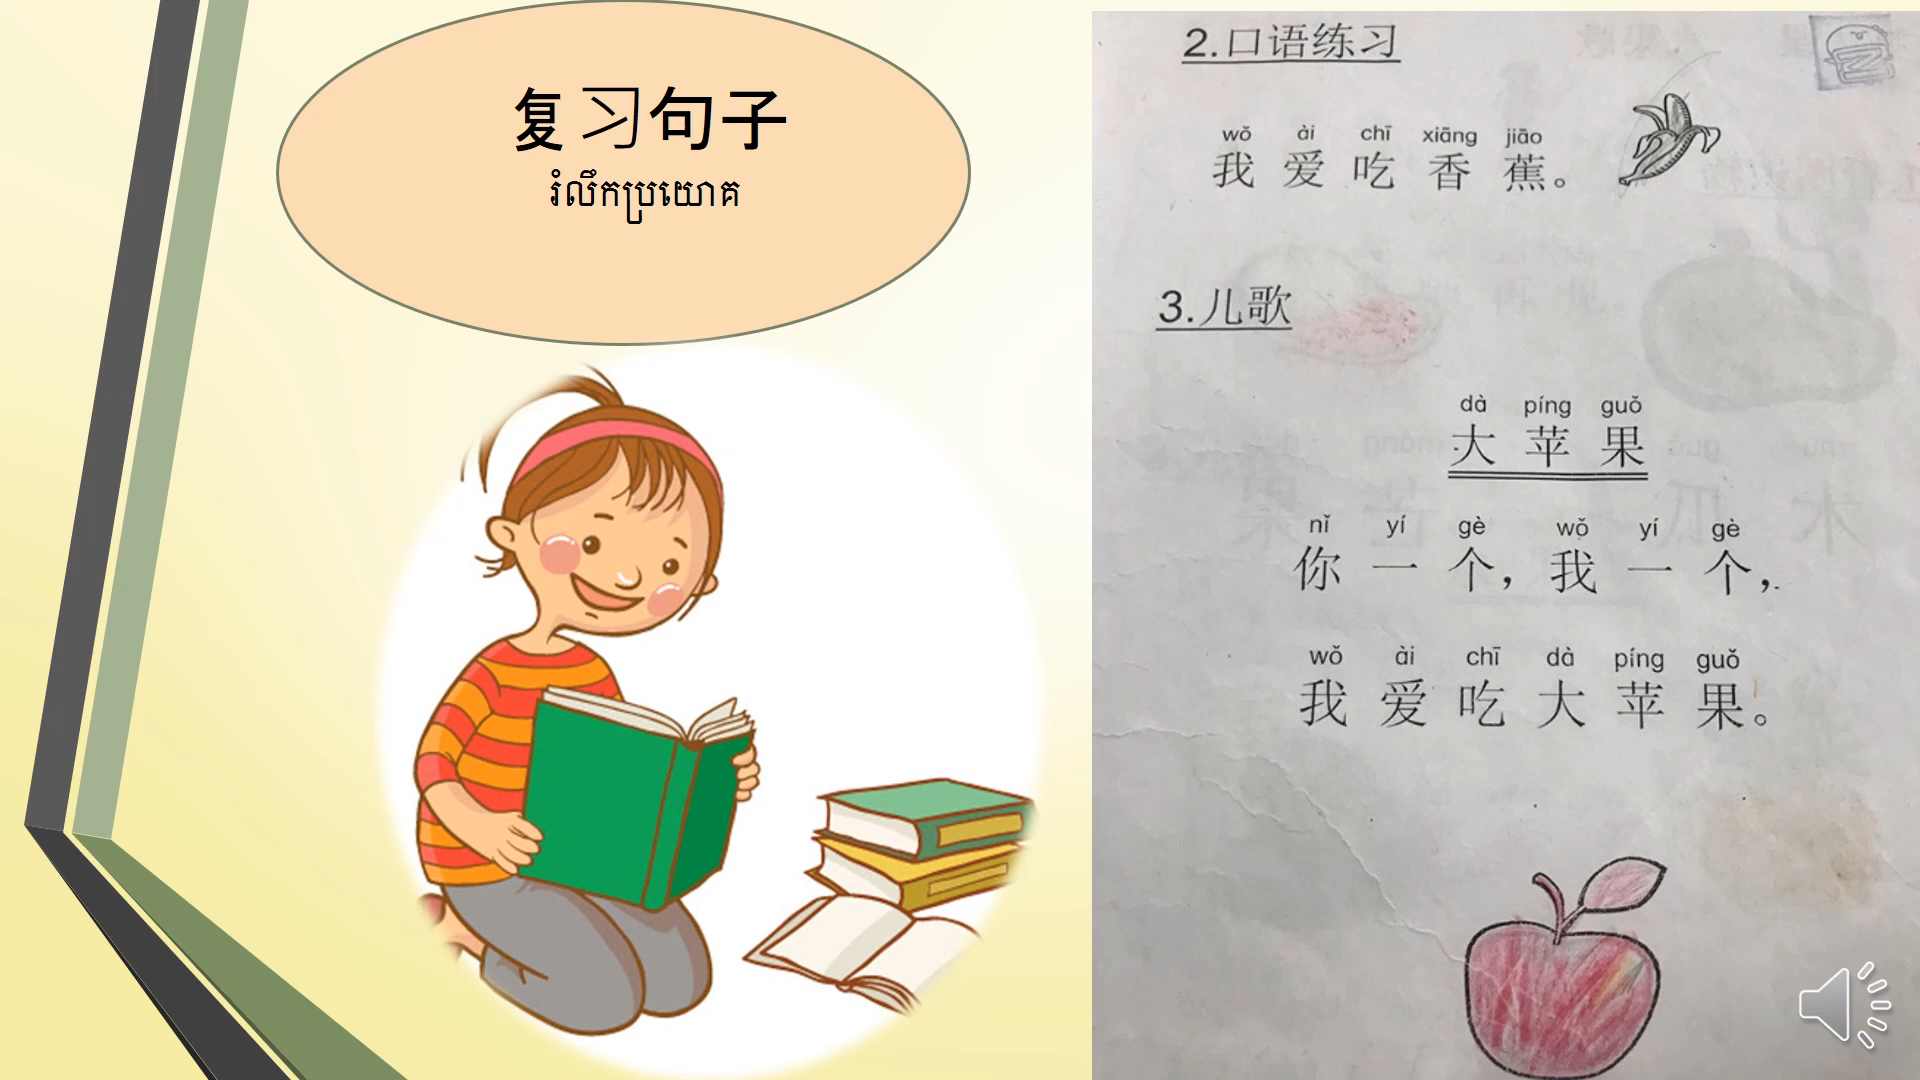 复习句子
រំលឹកប្រយោគ
2.口语练习
wǒ ài chī xiāng jiāo
我 爱 吃 香 蕉。
3.儿歌
dà píng guǒ
大 苹 果
nǐ yí gè wǒ yí gè
你 一 个，我 一 个，
wǒ ài chī dà píng guǒ
我 爱 吃 大 苹 果。